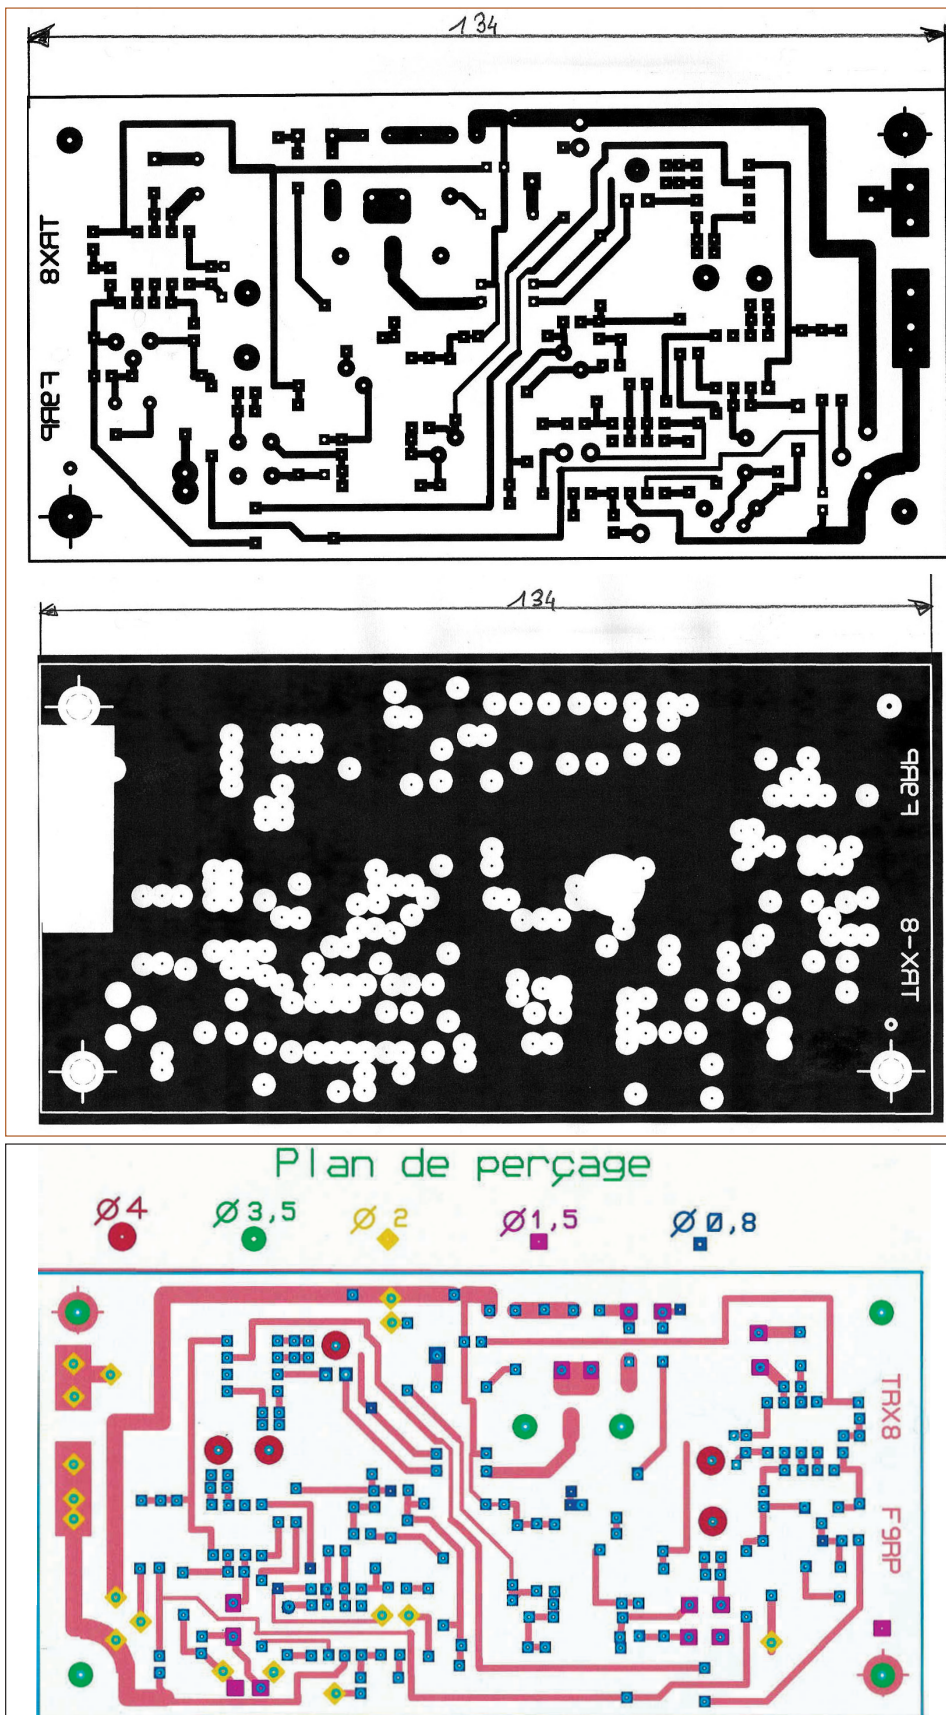 134
TRX8
F9RP
134
F9RP
TRX-8
Plan de perçage
Ø4 Ø3,5 Ø2 Ø1,5 Ø0,8
TRX8
F9RP